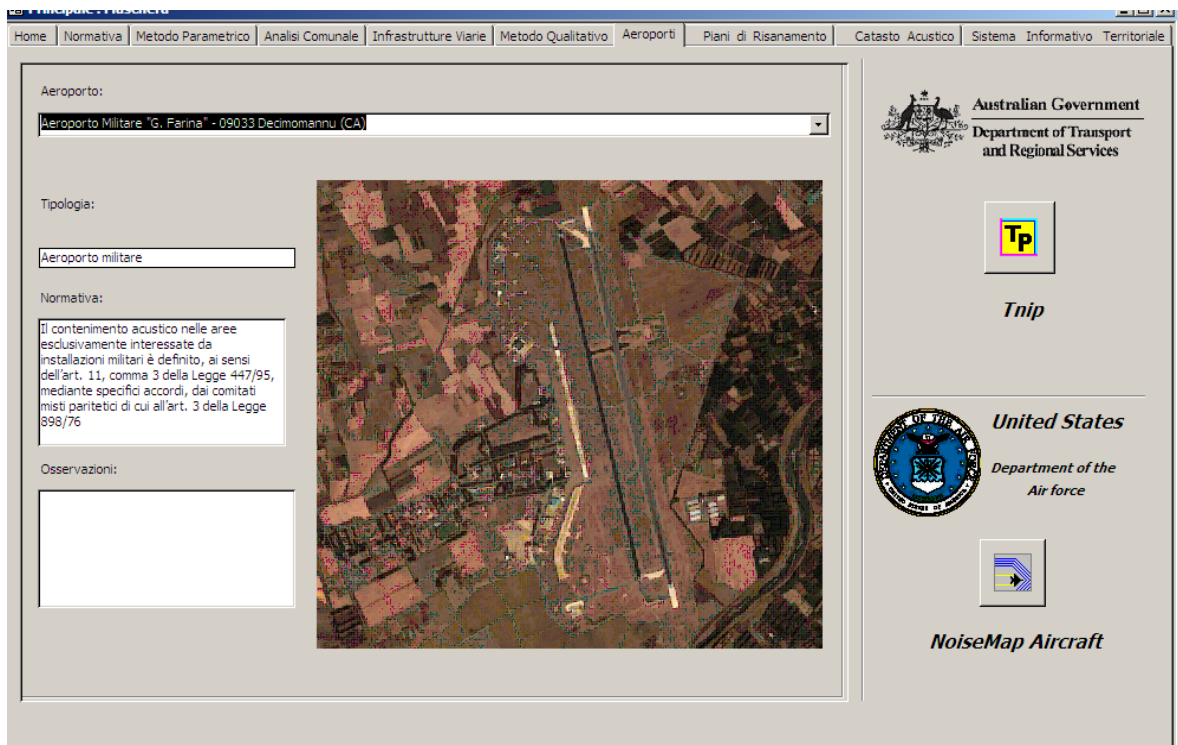 Home Normativa Metodo Parametrico Analisi Comunale Infrastrutture Viarie Metodo Qualitativo Aeroporti Piani di Risanamento Catasto Acustico Sistema Informativo Territoriale
Aeroporto:
Aeroporto Militare "G. Farina" - 09033 Decimomannu (CA)
Tipologia:
Aeroporto militare
Normativa:
Il contenimento acustico nelle aree
esclusivamente interessate da
installazioni militari è definito, ai sensi
dell'art. 11, comma 3 della Legge 447/95,
mediante specifici accordi, dai comitati
misti paritetici di cui all'art. 3 della Legge
898/76
Osservazioni:
Australian Government
Department of Transport
and Regional Services
TP
Tnip
United States
Department of the
Air force
NoiseMap Aircraft